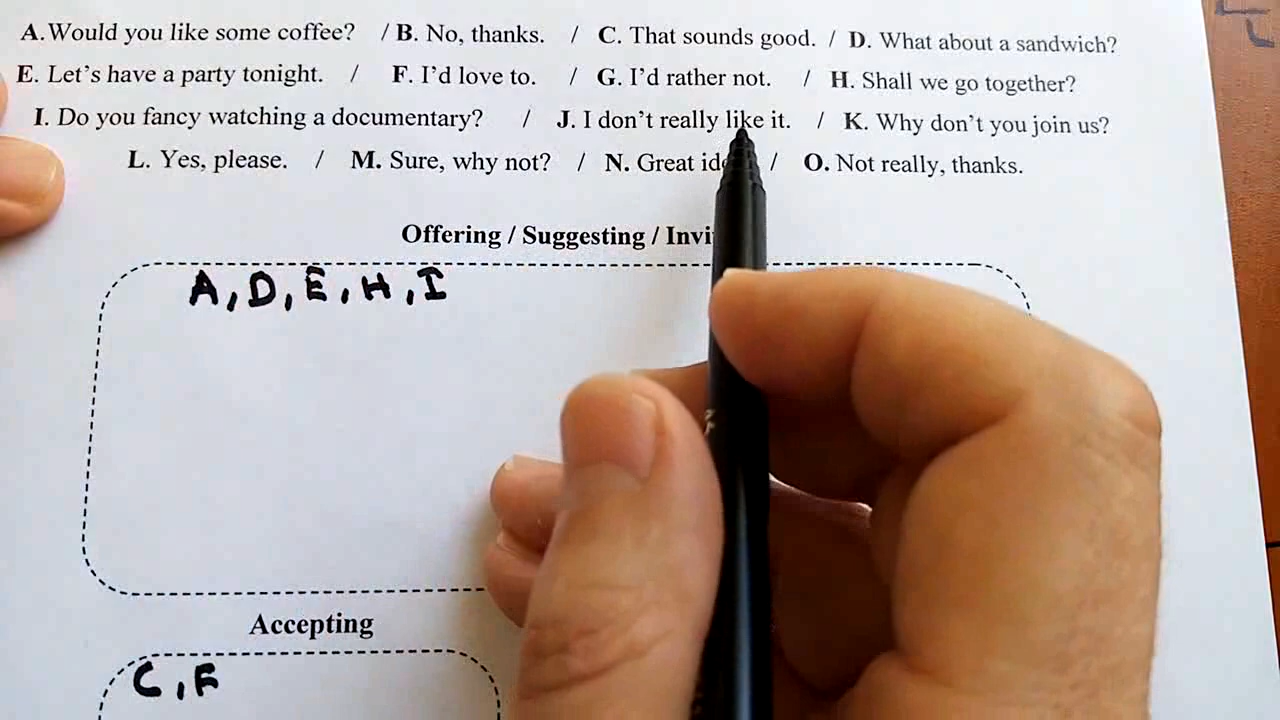 A. Would you like some coffee? / B. No, thanks. / C. That sounds good. / D. What about a sandwich?
E. Let's have a party tonight. / F. I'd love to. / G. I'd rather not. / H. Shall we go together?
I. Do you fancy watching a documentary? / J. I don't really like it. / K. Why don't you join us?
L. Yes, please. / M. Sure, why not? / N. Great / O. Not really, thanks.
Offering / Suggesting /
A, D, E, H, I
Accepting
C, F